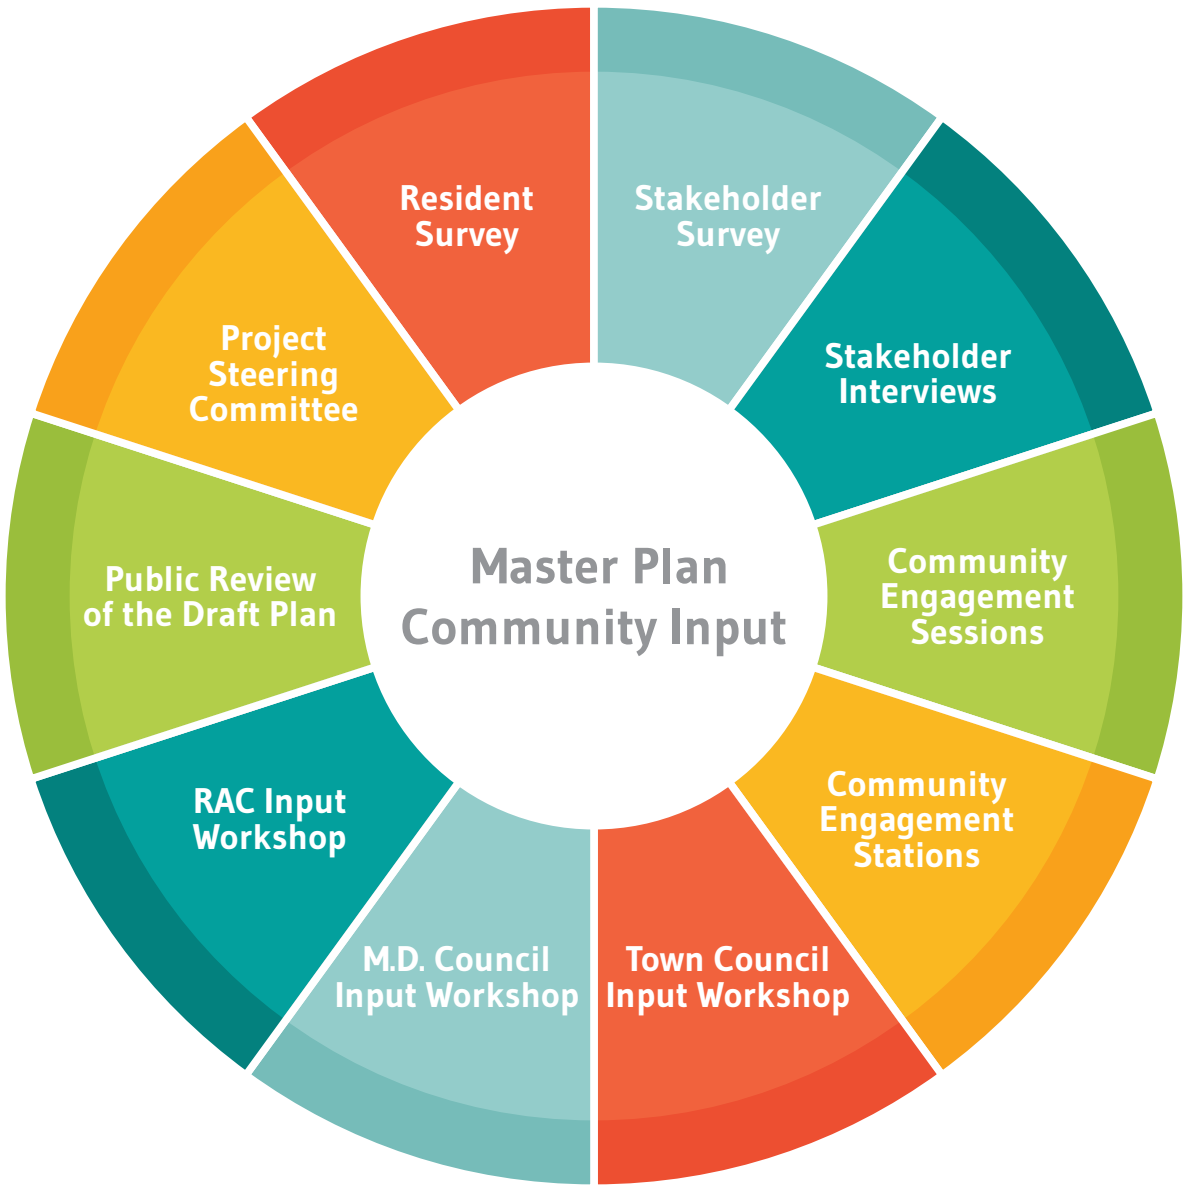 Resident
Survey
Stakeholder
Survey
Stakeholder
Interviews
Community
Engagement
Sessions
Community
Engagement
Stations
Town Council
Input Workshop
M.D. Council
Input Workshop
RAC Input
Workshop
Public Review
of the Draft Plan
Project
Steering
Committee
Master Plan
Community Input